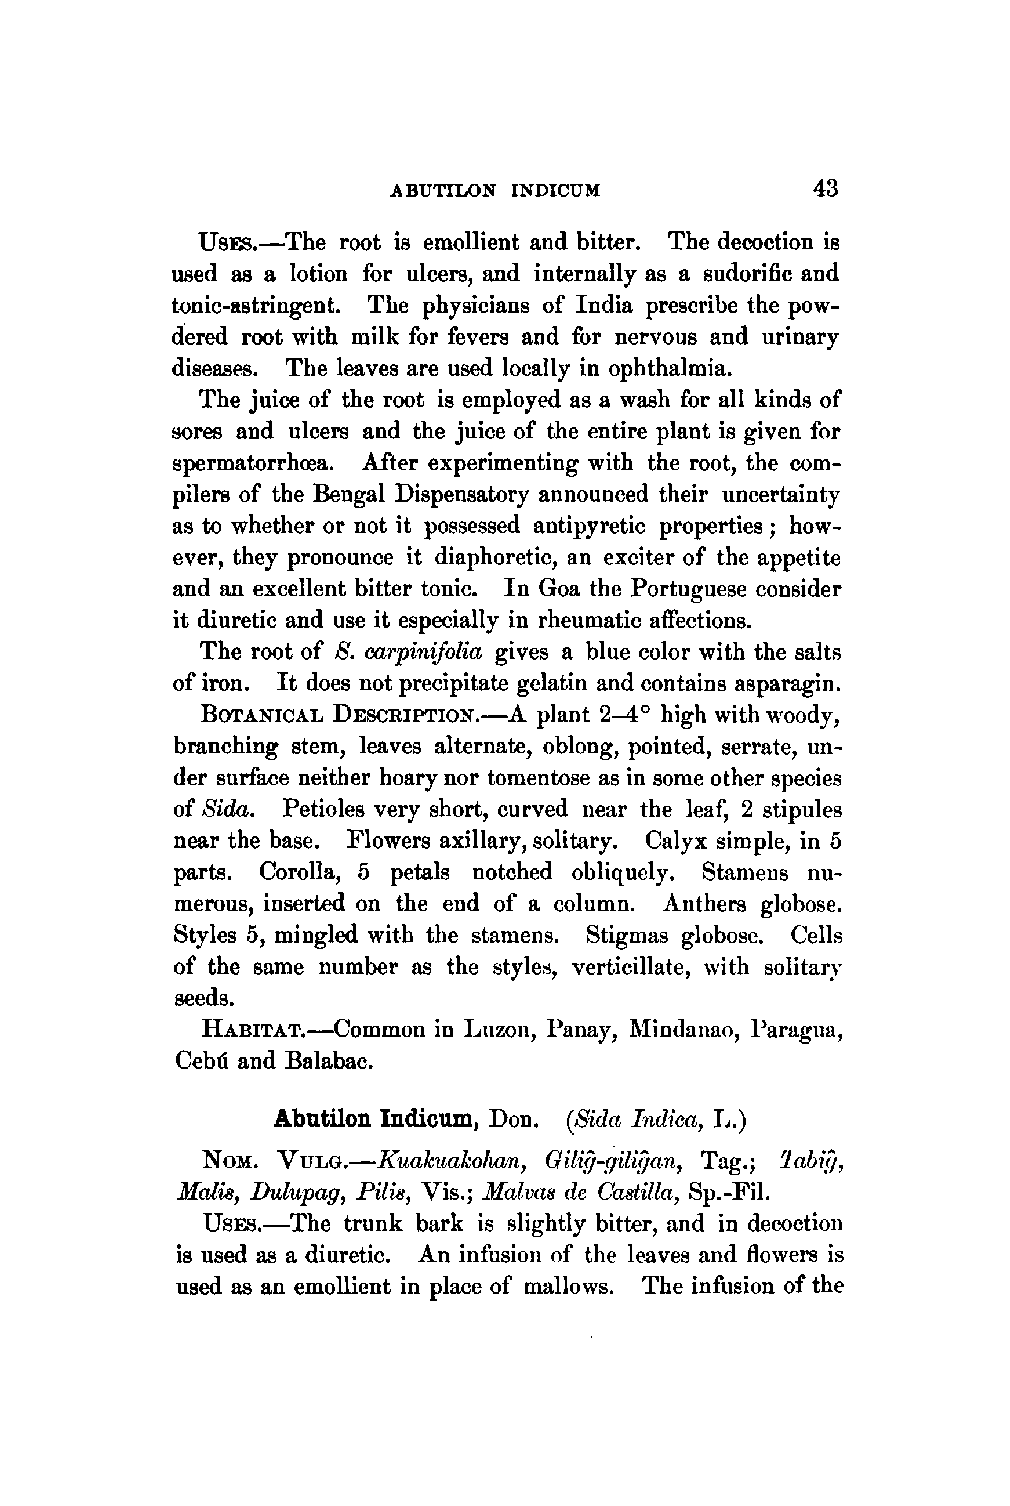 ABUTILON INDICUM 43
USES.—The root is emollient and bitter. The decoction is
used as a lotion for ulcers, and internally as a sudorific and
tonic-astringent. The physicians of India prescribe the pow-
dered root with milk for fevers and for nervous and urinary
diseases. The leaves are used locally in ophthalmia.
The juice of the root is employed as a wash for all kinds of
sores and ulcers and the juice of the entire plant is given for
spermatorrhœa. After experimenting with the root, the com-
pilers of the Bengal Dispensatory announced their uncertainty
as to whether or not it possessed antipyretic properties; how-
ever, they pronounce it diaphoretic, an exciter of the appetite
and an excellent bitter tonic. In Goa the Portuguese consider
it diuretic and use it especially in rheumatic affections.
The root of S. carpinifolia gives a blue color with the salts
of iron. It does not precipitate gelatin and contains asparagin.
BOTANICAL DESCRIPTION.—A plant 2–4° high with woody,
branching stem, leaves alternate, oblong, pointed, serrate, un-
der surface neither hoary nor tomentose as in some other species
of Sida. Petioles very short, curved near the leaf, 2 stipules
near the base. Flowers axillary, solitary. Calyx simple, in 5
parts. Corolla, 5 petals notched obliquely. Stamens nu-
merous, inserted on the end of a column. Anthers globose.
Styles 5, mingled with the stamens. Stigmas globose. Cells
of the same number as the styles, verticillate, with solitary
seeds.
HABITAT.—Common in Luzon, Panay, Mindanao, Paragua,
Cebú and Balabac.
Abutilon Indicum, Don. (Sida Indica, L.)
NOM. VULG.—Kuakuakohan, Gilig̃-gilig̃an, Tag.; Tabig̃,
Malis, Dulupag, Pilis, Vis.; Malvas de Castilla, Sp.-Fil.
USES.—The trunk bark is slightly bitter, and in decoction
is used as a diuretic. An infusion of the leaves and flowers is
used as an emollient in place of mallows. The infusion of the